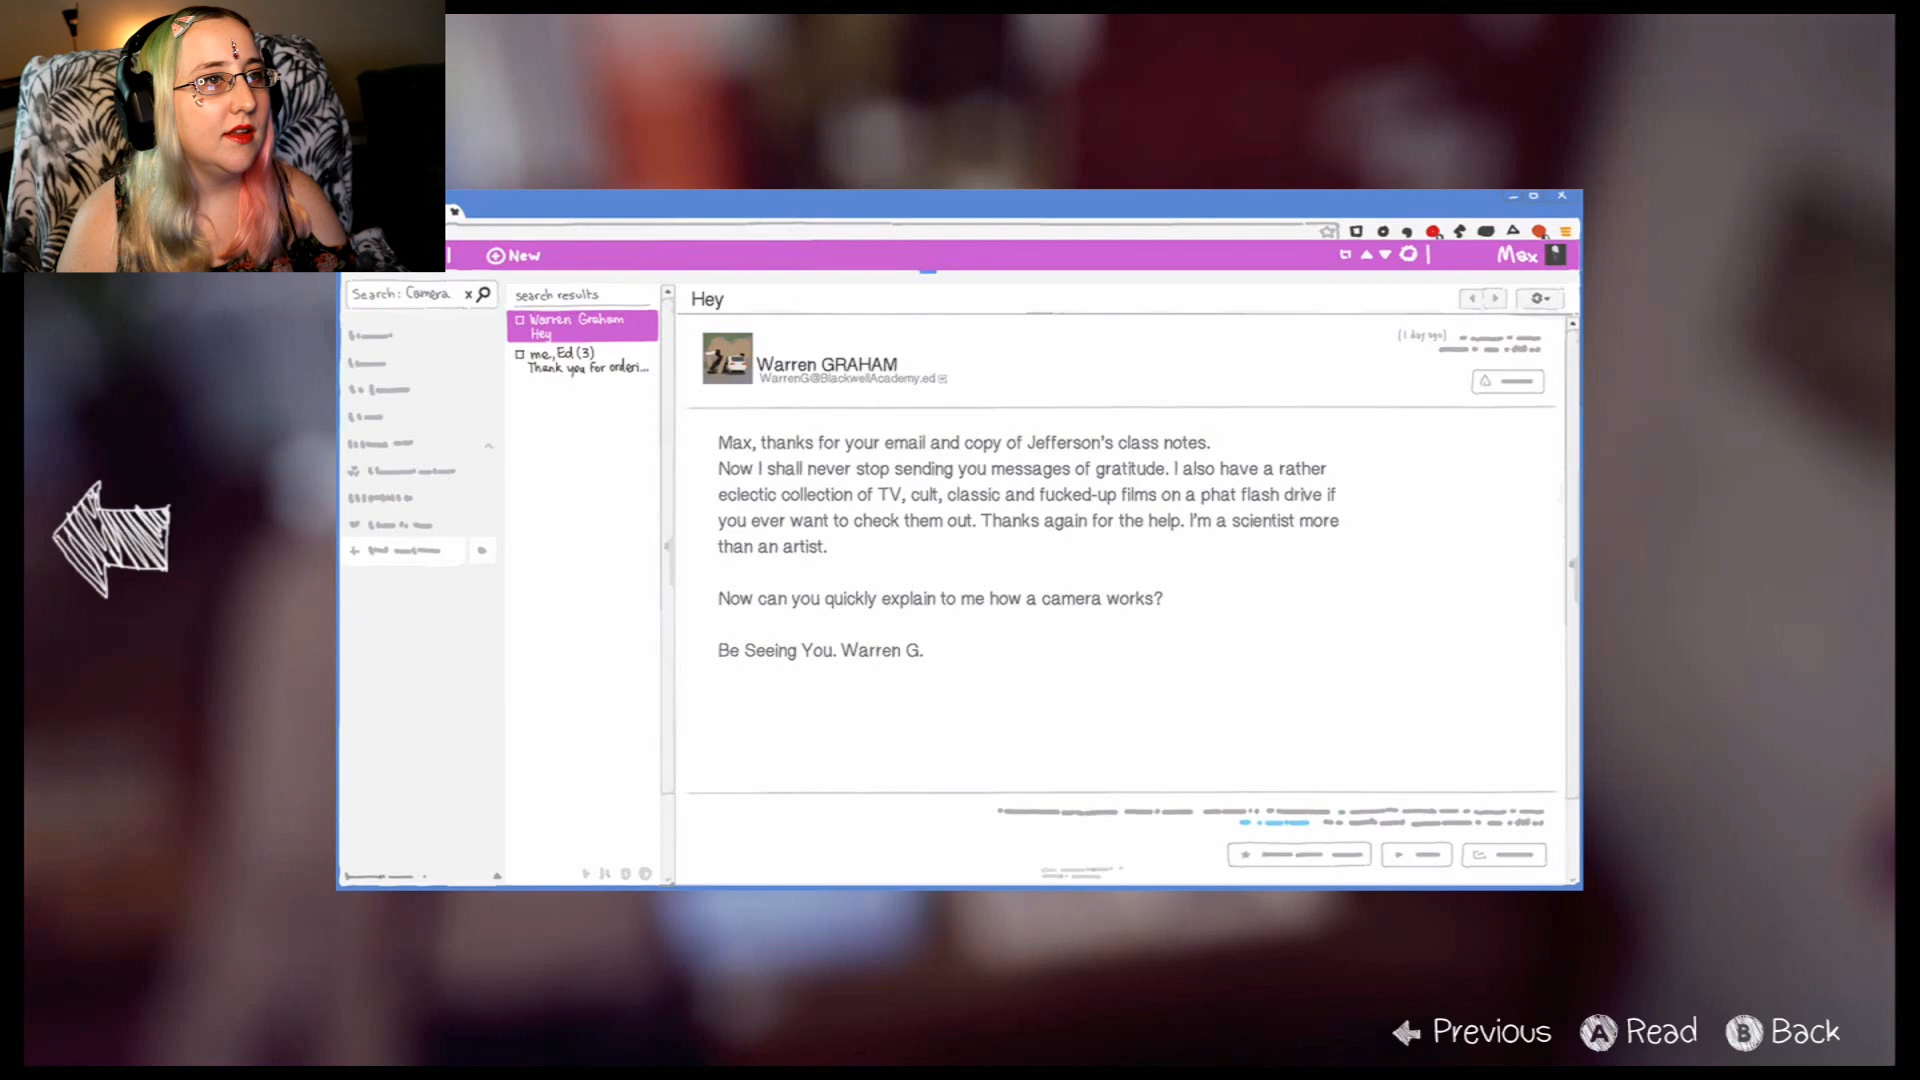 New
Max
Search: Camera x
search results
Warren Graham
Hey
me, Ed (3)
Thank you for orderi...
Hey
(1 day ago)
Warren GRAHAM
WarrenG@BlackwellAcademy.ed
Max, thanks for your email and copy of Jefferson's class notes.
Now I shall never stop sending you messages of gratitude. I also have a rather
eclectic collection of TV, cult, classic and fucked-up films on a phat flash drive if
you ever want to check them out. Thanks again for the help. I'm a scientist more
than an artist.
Now can you quickly explain to me how a camera works?
Be Seeing You. Warren G.
Previous
A Read
B Back